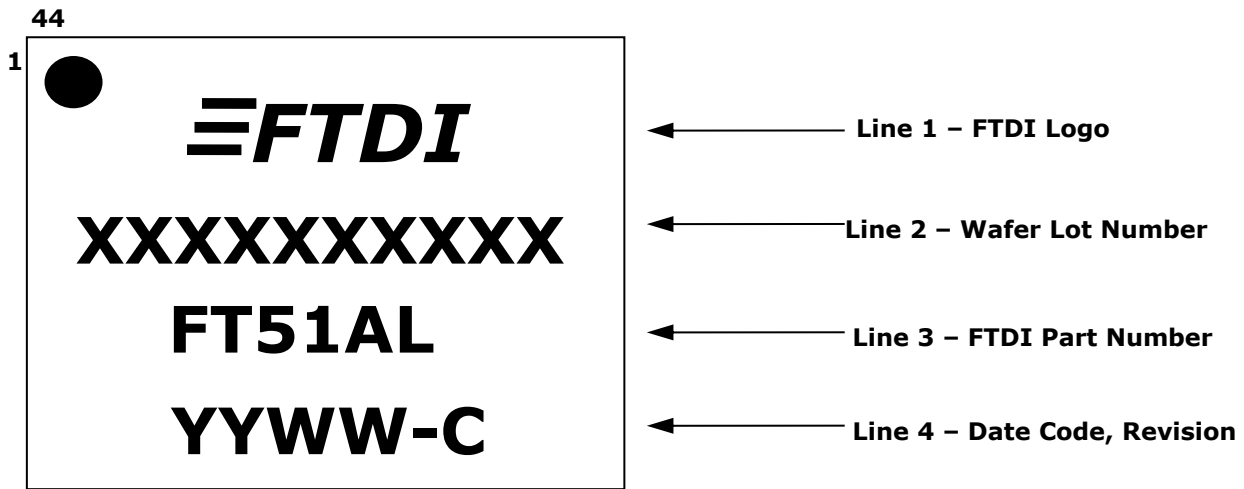 44
1
FTDI
Line 1 – FTDI Logo
XXXXXXXXXX
Line 2 – Wafer Lot Number
FT51AL
Line 3 – FTDI Part Number
YYWW-C
Line 4 – Date Code, Revision